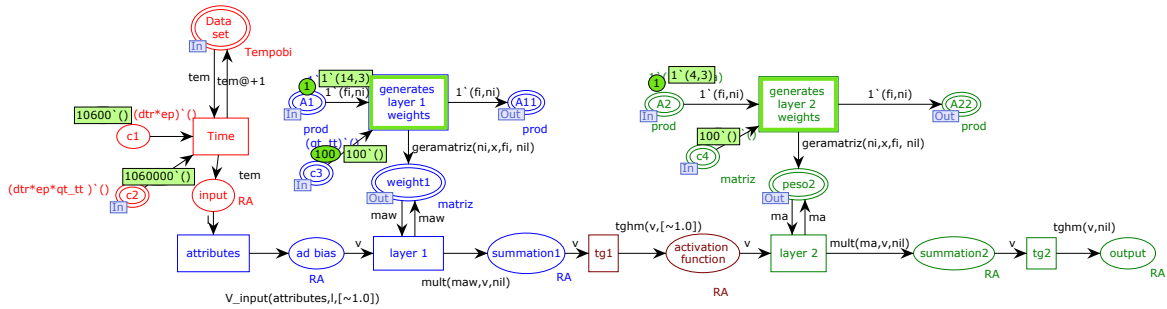 Data
set
In
Tempobi
tem
tem@+1
10600`()
(dtr*ep)`()
c1
Time
1060000`()
(dtr*ep*qt_tt )`()
c2
In
tem
input
RA
l
attributes
ad bias
RA
V_input(attributes,l,[~1.0])
v
1
1`(14,3)
A1
In
1`(fi,ni)
prod
generates
layer 1
weights
1`(fi,ni)
A11
Out
prod
(qt_tt)`()
100
100`()
c3
In
geramatriz(ni,x,fi, nil)
weight1
Out
matriz
maw
maw
layer 1
mult(maw,v,nil)
summation1
RA
v
tg1
tghm(v,[~1.0])
activation
function
RA
v
1
1`(4,3)
A2
In
1`(fi,ni)
prod
generates
layer 2
weights
1`(fi,ni)
A22
Out
prod
100`()
c4
In
matriz
geramatriz(ni,x,fi, nil)
peso2
Out
matriz
ma
ma
layer 2
mult(ma,v,nil)
summation2
RA
v
tg2
tghm(v,nil)
output
RA